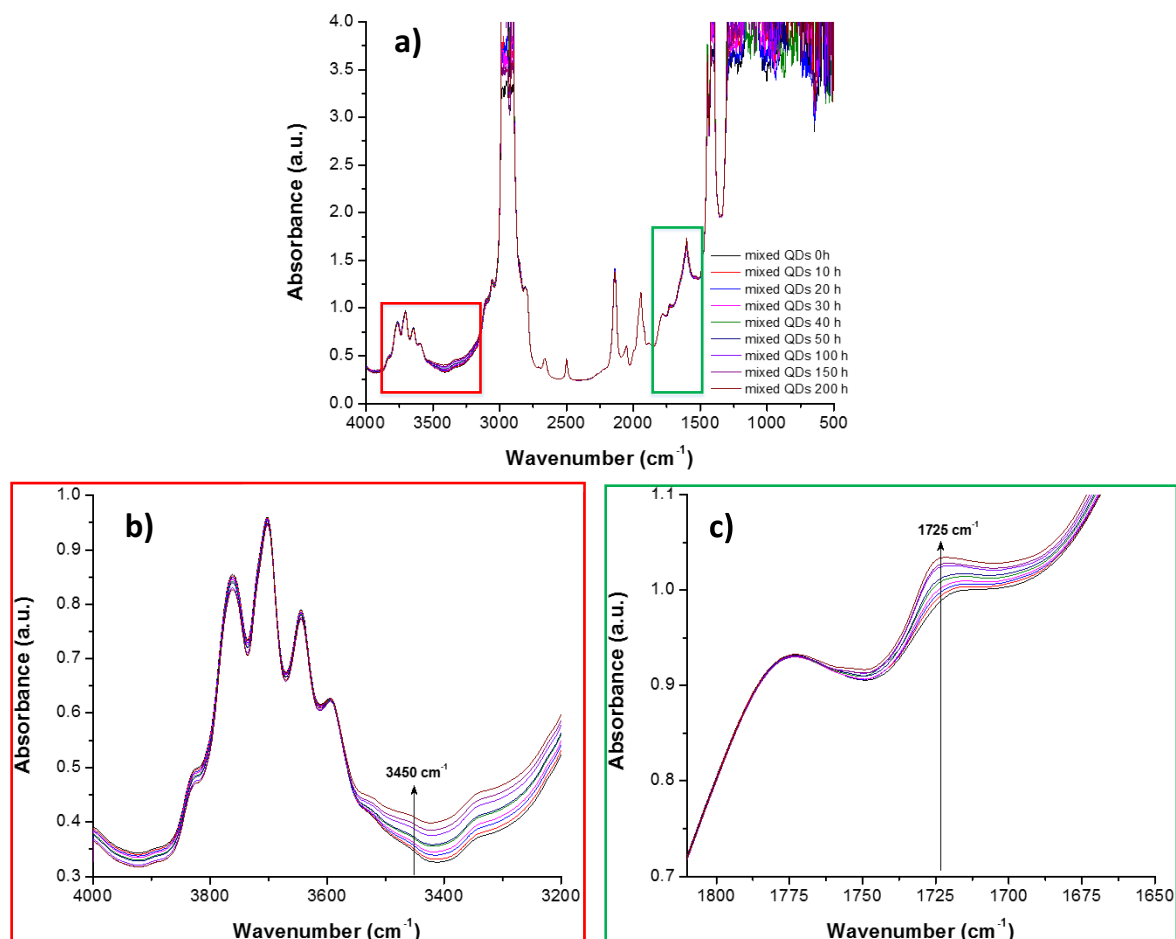 a)
Absorbance (a.u.)
4.0
3.5
3.0
2.5
2.0
1.5
1.0
0.5
0.0
4000 3500 3000 2500 2000 1500 1000 500
Wavenumber (cm⁻¹)
mixed QDs 0h
mixed QDs 10 h
mixed QDs 20 h
mixed QDs 30 h
mixed QDs 40 h
mixed QDs 50 h
mixed QDs 100 h
mixed QDs 150 h
mixed QDs 200 h
b)
Absorbance (a.u.)
1.0
0.9
0.8
0.7
0.6
0.5
0.4
0.3
3450 cm⁻¹
4000 3800 3600 3400 3200
Wavenumber (cm⁻¹)
c)
Absorbance (a.u.)
1.1
1.0
0.9
0.8
0.7
1725 cm⁻¹
1800 1775 1750 1725 1700 1675 1650
Wavenumber (cm⁻¹)